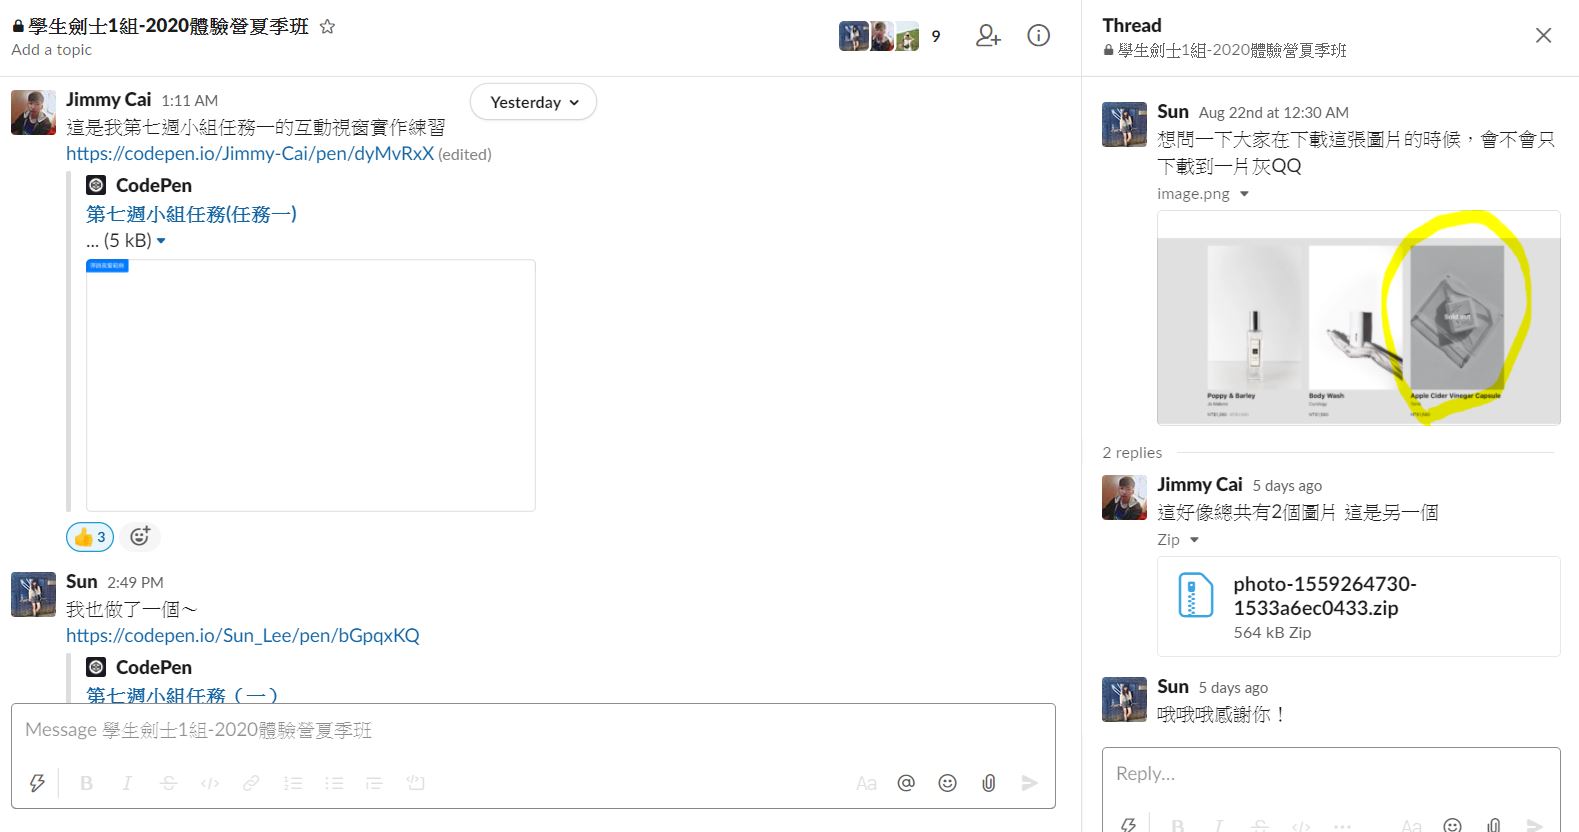 學生劍士1組-2020體驗營夏季班
Add a topic
9
Yesterday
Jimmy Cai 1:11 AM
這是我第七週小組任務一的互動視窗實作練習
https://codepen.io/Jimmy-Cai/pen/dyMvRxX (edited)
CodePen
第七週小組任務(任務一)
... (5 kB)
3
Sun 2:49 PM
我也做了一個～
https://codepen.io/Sun_Lee/pen/bGpqxKQ
CodePen
第七週小組任務（一）
Message 學生劍士1組-2020體驗營夏季班
B I S </> Aa @
Thread
學生劍士1組-2020體驗營夏季班
Sun Aug 22nd at 12:30 AM
想問一下大家在下載這張圖片的時候，會不會只
下載到一片灰QQ
image.png
Sold out
Poppy & Barley Body Wash Apple Cider Vinegar Capsule
2 replies
Jimmy Cai 5 days ago
這好像總共有2個圖片 這是另一個
Zip
photo-1559264730-
1533a6ec0433.zip
564 kB Zip
Sun 5 days ago
哦哦哦感謝你！
Reply…
B I S </> Aa